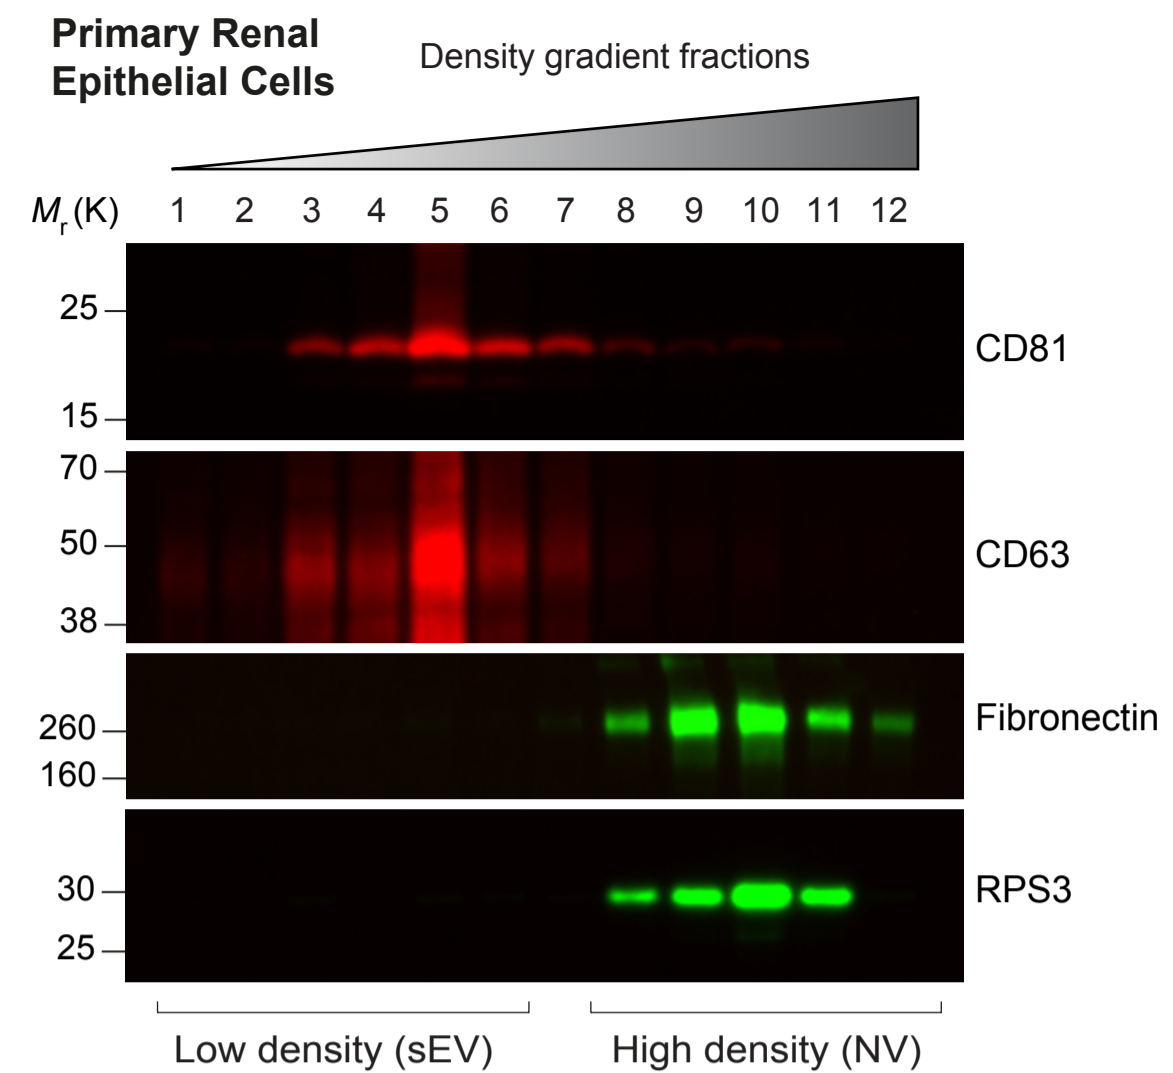 Primary Renal
Epithelial Cells
Density gradient fractions
Mr (K) 1 2 3 4 5 6 7 8 9 10 11 12
25
CD81
15
70
50
CD63
38
Fibronectin
260
160
30
RPS3
25
Low density (sEV) High density (NV)